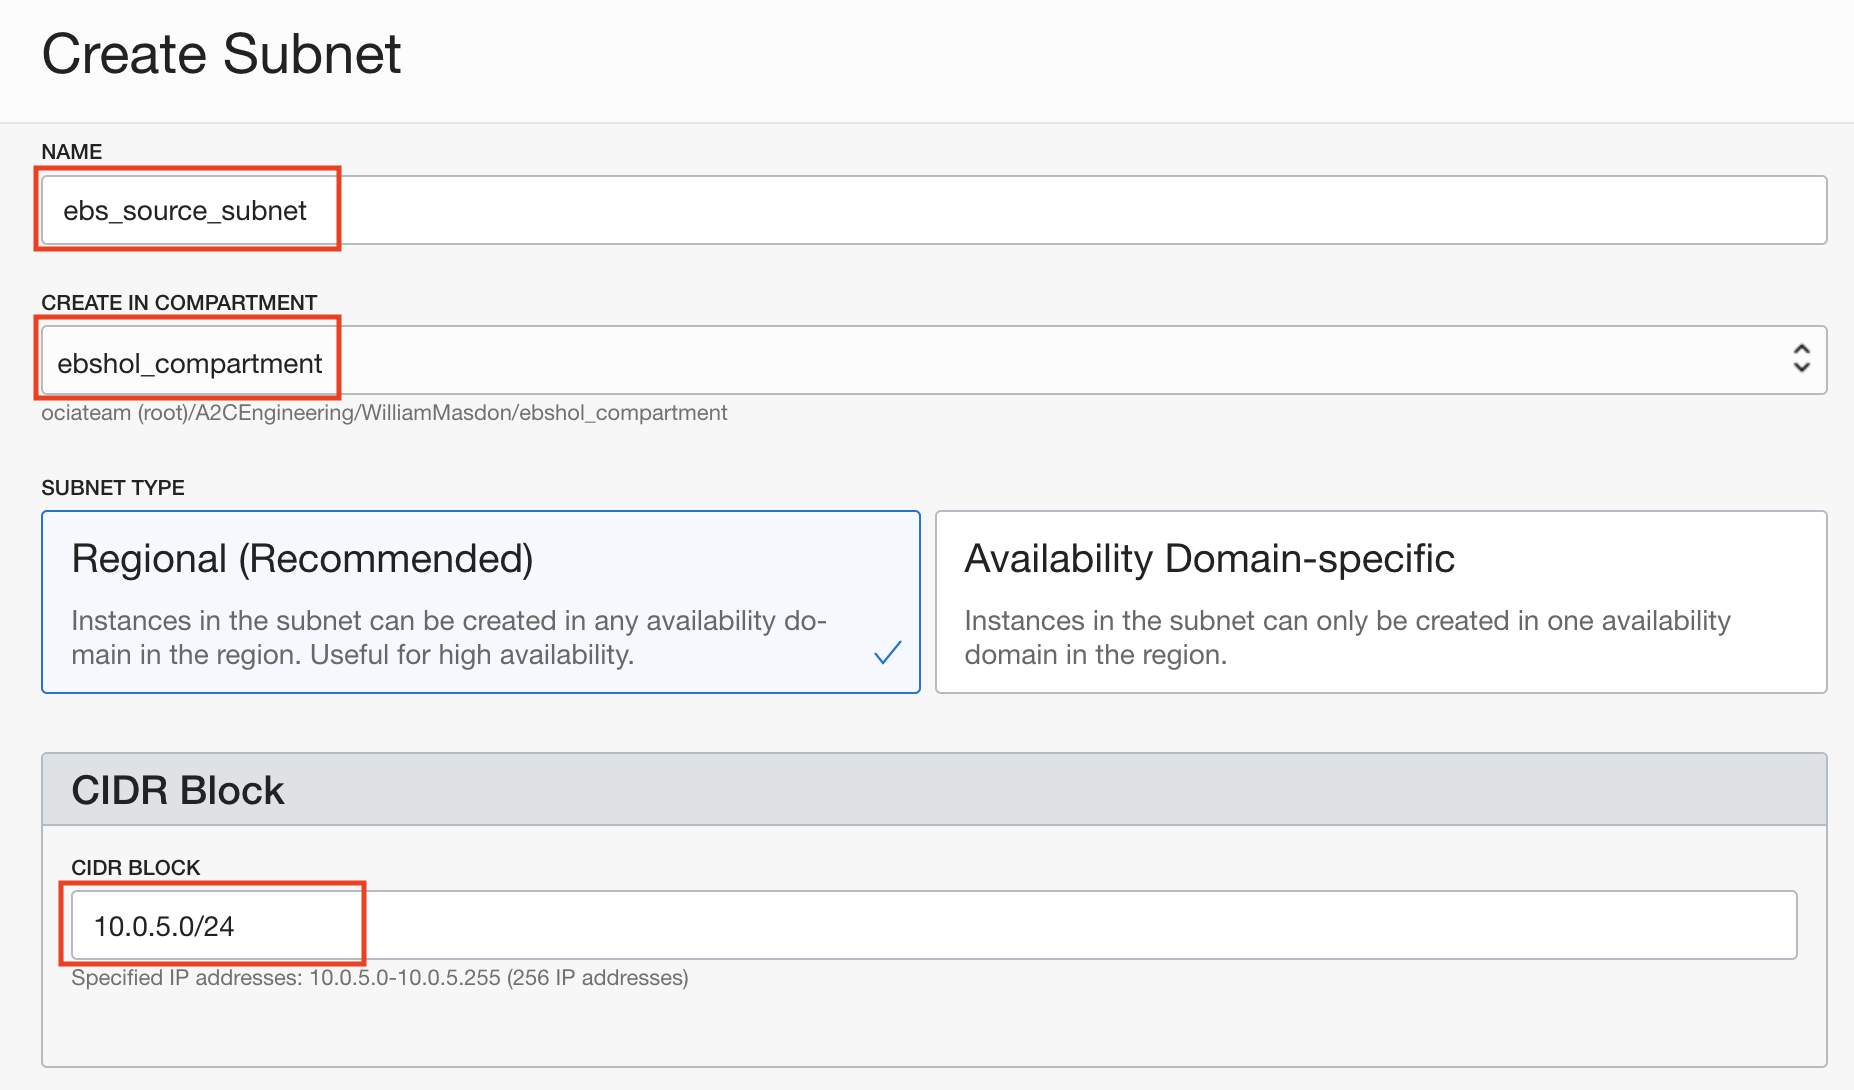 Create Subnet
NAME
ebs_source_subnet
CREATE IN COMPARTMENT
ebshol_compartment
ociateam (root)/A2CEngineering/WilliamMasdon/ebshol_compartment
SUBNET TYPE
Regional (Recommended)
Instances in the subnet can be created in any availability do-
main in the region. Useful for high availability.
Availability Domain-specific
Instances in the subnet can only be created in one availability
domain in the region.
CIDR Block
CIDR BLOCK
10.0.5.0/24
Specified IP addresses: 10.0.5.0-10.0.5.255 (256 IP addresses)